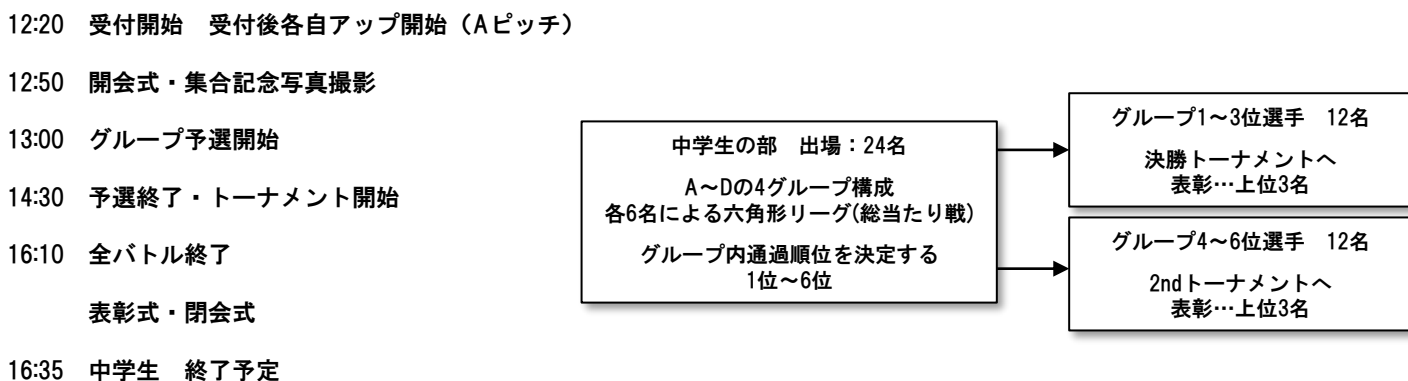 12:20　受付開始　受付後各自アップ開始（Aピッチ）
12:50　開会式・集合記念写真撮影
13:00　グループ予選開始
14:30　予選終了・トーナメント開始
16:10　全バトル終了
表彰式・閉会式
16:35　中学生　終了予定
中学生の部　出場：24名
A～Dの4グループ構成
各6名による六角形リーグ(総当たり戦)
グループ内通過順位を決定する
1位～6位
グループ1～3位選手　12名
決勝トーナメントへ
表彰…上位3名
グループ4～6位選手　12名
2ndトーナメントへ
表彰…上位3名